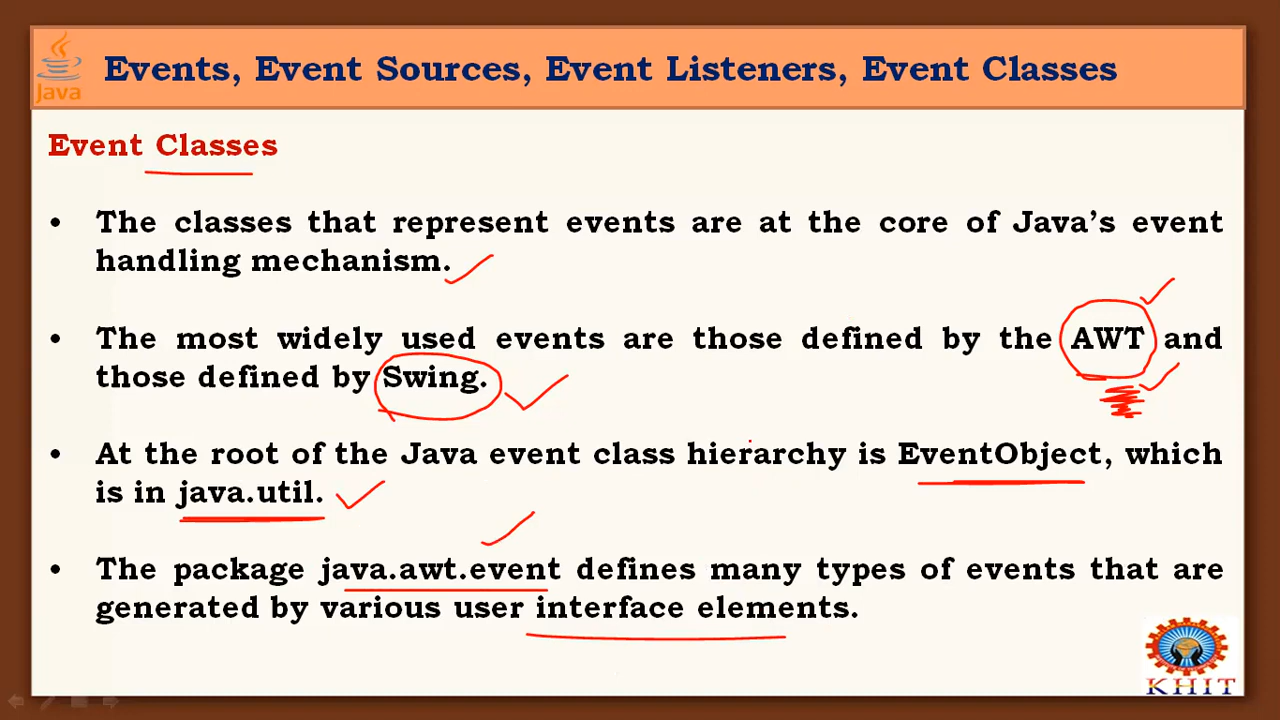 Java
Events, Event Sources, Event Listeners, Event Classes
Event Classes
• The classes that represent events are at the core of Java's event
handling mechanism.
• The most widely used events are those defined by the AWT and
those defined by Swing.
• At the root of the Java event class hierarchy is EventObject, which
is in java.util.
• The package java.awt.event defines many types of events that are
generated by various user interface elements.
KHIT